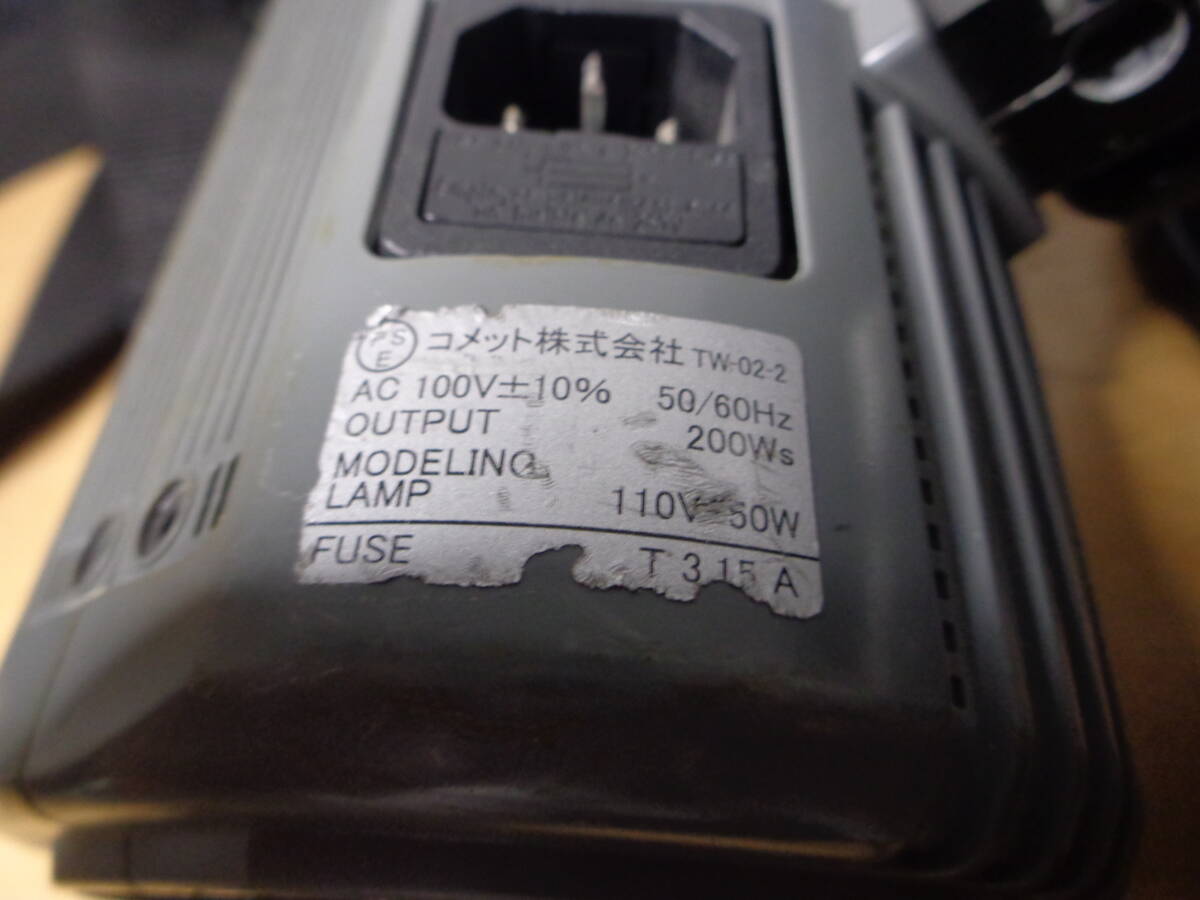 PSE コメット株式会社 TW-02-2
AC 100V±10% 50/60Hz
OUTPUT 200Ws
MODELING
LAMP 110V 50W
FUSE T 3.15 A